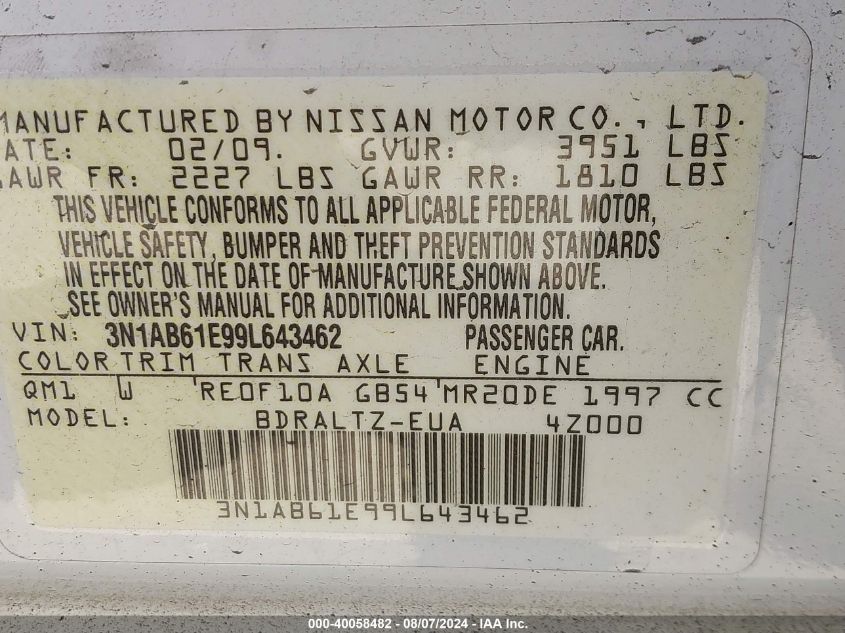 MANUFACTURED BY NISSAN MOTOR CO., LTD.
DATE: 02/09. GVWR: 3951 LBS
GAWR FR: 2227 LBS GAWR RR: 1810 LBS
THIS VEHICLE CONFORMS TO ALL APPLICABLE FEDERAL MOTOR,
VEHICLE SAFETY, BUMPER AND THEFT PREVENTION STANDARDS
IN EFFECT ON THE DATE OF MANUFACTURE SHOWN ABOVE.
SEE OWNER'S MANUAL FOR ADDITIONAL INFORMATION.
VIN: 3N1AB61E99L643462 PASSENGER CAR.
COLOR TRIM TRANS AXLE ENGINE
QM1 W RE0F10A GB54 MR20DE 1997 CC
MODEL: BDRALTZ-EUA 4Z000
3N1AB61E99L643462
000-40058482 - 08/07/2024 - IAA Inc.